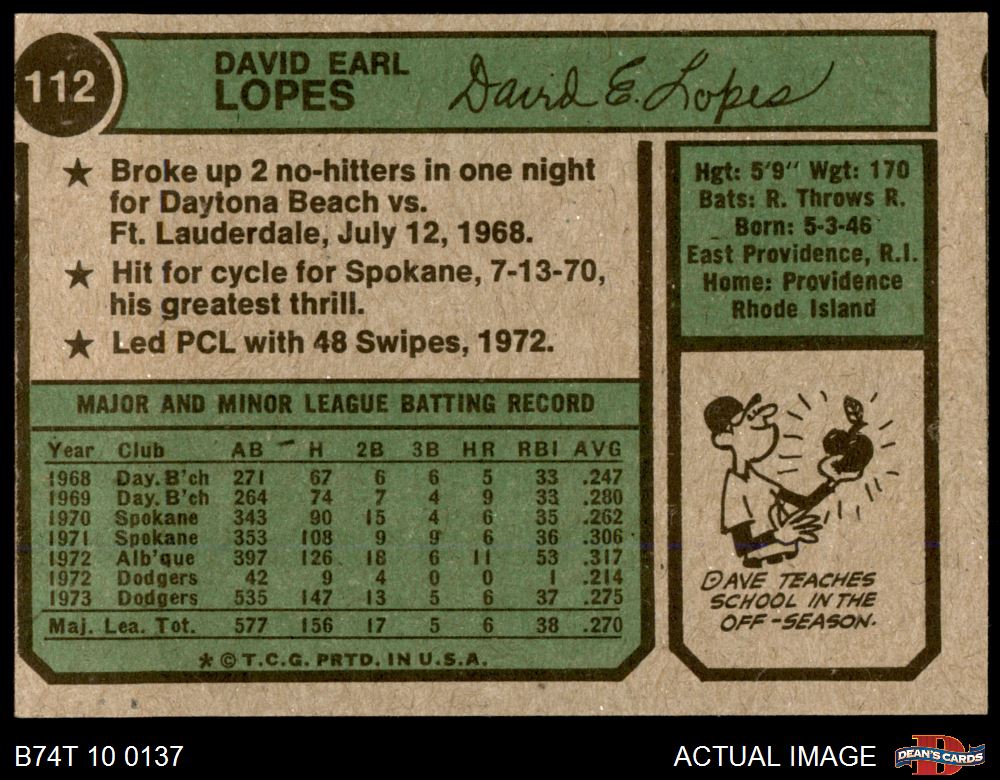 112
DAVID EARL
LOPES
David E. Lopes
★ Broke up 2 no-hitters in one night
for Daytona Beach vs.
Ft. Lauderdale, July 12, 1968.
★ Hit for cycle for Spokane, 7-13-70,
his greatest thrill.
★ Led PCL with 48 Swipes, 1972.
Hgt: 5'9" Wgt: 170
Bats: R. Throws R.
Born: 5-3-46
East Providence, R.I.
Home: Providence
Rhode Island
MAJOR AND MINOR LEAGUE BATTING RECORD
Year Club AB H 2B 3B HR RBI AVG
1968 Day. B'ch 271 67 6 6 5 33 .247
1969 Day. B'ch 264 74 7 4 9 33 .280
1970 Spokane 343 90 15 4 6 35 .262
1971 Spokane 353 108 9 9 6 36 .306
1972 Alb'que 397 126 18 6 11 53 .317
1972 Dodgers 42 9 4 0 0 1 .214
1973 Dodgers 535 147 13 5 6 37 .275
Maj. Lea. Tot. 577 156 17 5 6 38 .270
* © T.C.G. PRTD. IN U.S.A.
DAVE TEACHES
SCHOOL IN THE
OFF-SEASON.
B74T 10 0137
ACTUAL IMAGE
D
DEAN'S CARDS